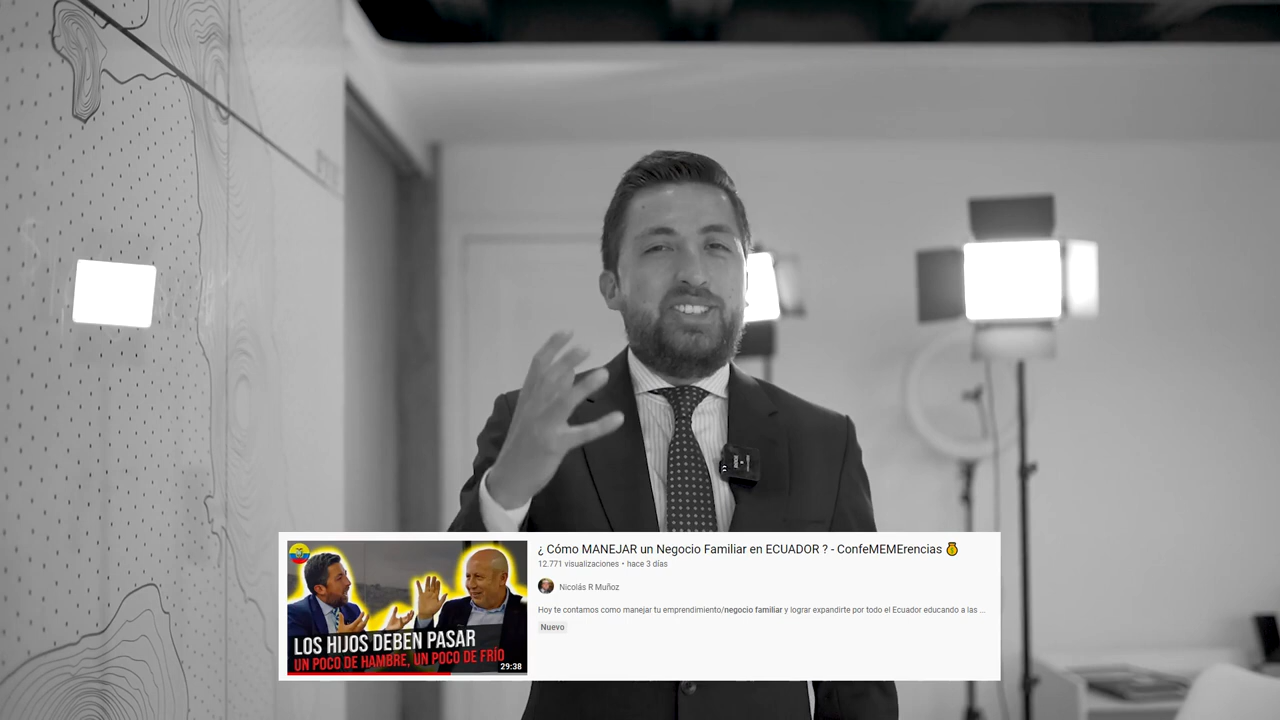 ¿ Cómo MANEJAR un Negocio Familiar en ECUADOR ? - ConfeMEMErencias
12.771 visualizaciones • hace 3 días
Nicolás R Muñoz
Hoy te contamos como manejar tu emprendimiento/negocio familiar y lograr expandirte por todo el Ecuador educando a las ...
Nuevo
LOS HIJOS DEBEN PASAR
UN POCO DE HAMBRE, UN POCO DE FRÍO
29:38